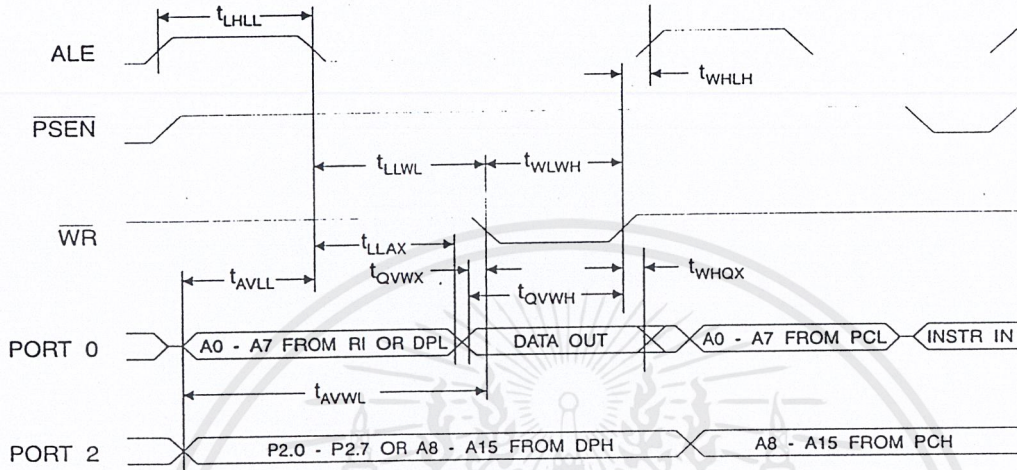 tLHLL
ALE
tWHLH
PSEN
tLLWL
tWLWH
WR
tLLAX
tQVWX
tWHQX
tAVLL
tQVWH
PORT 0
A0 - A7 FROM RI OR DPL
DATA OUT
A0 - A7 FROM PCL
INSTR IN
tAVWL
PORT 2
P2.0 - P2.7 OR A8 - A15 FROM DPH
A8 - A15 FROM PCH